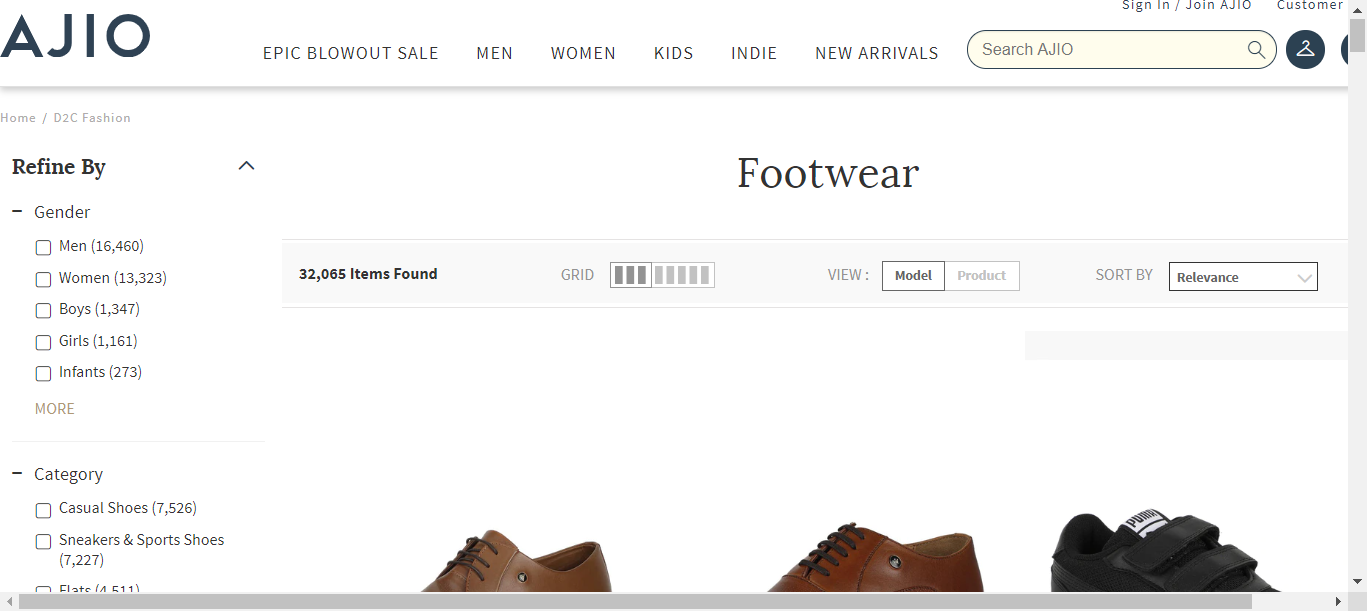 Sign In / Join AJIO Customer
AJIO
EPIC BLOWOUT SALE MEN WOMEN KIDS INDIE NEW ARRIVALS Search AJIO
Home / D2C Fashion
Refine By
Footwear
Gender
Men (16,460)
Women (13,323)
Boys (1,347)
Girls (1,161)
Infants (273)
MORE
32,065 Items Found GRID VIEW : Model Product SORT BY Relevance
Category
Casual Shoes (7,526)
Sneakers & Sports Shoes
(7,227)
Flats (4,511)
PUMA